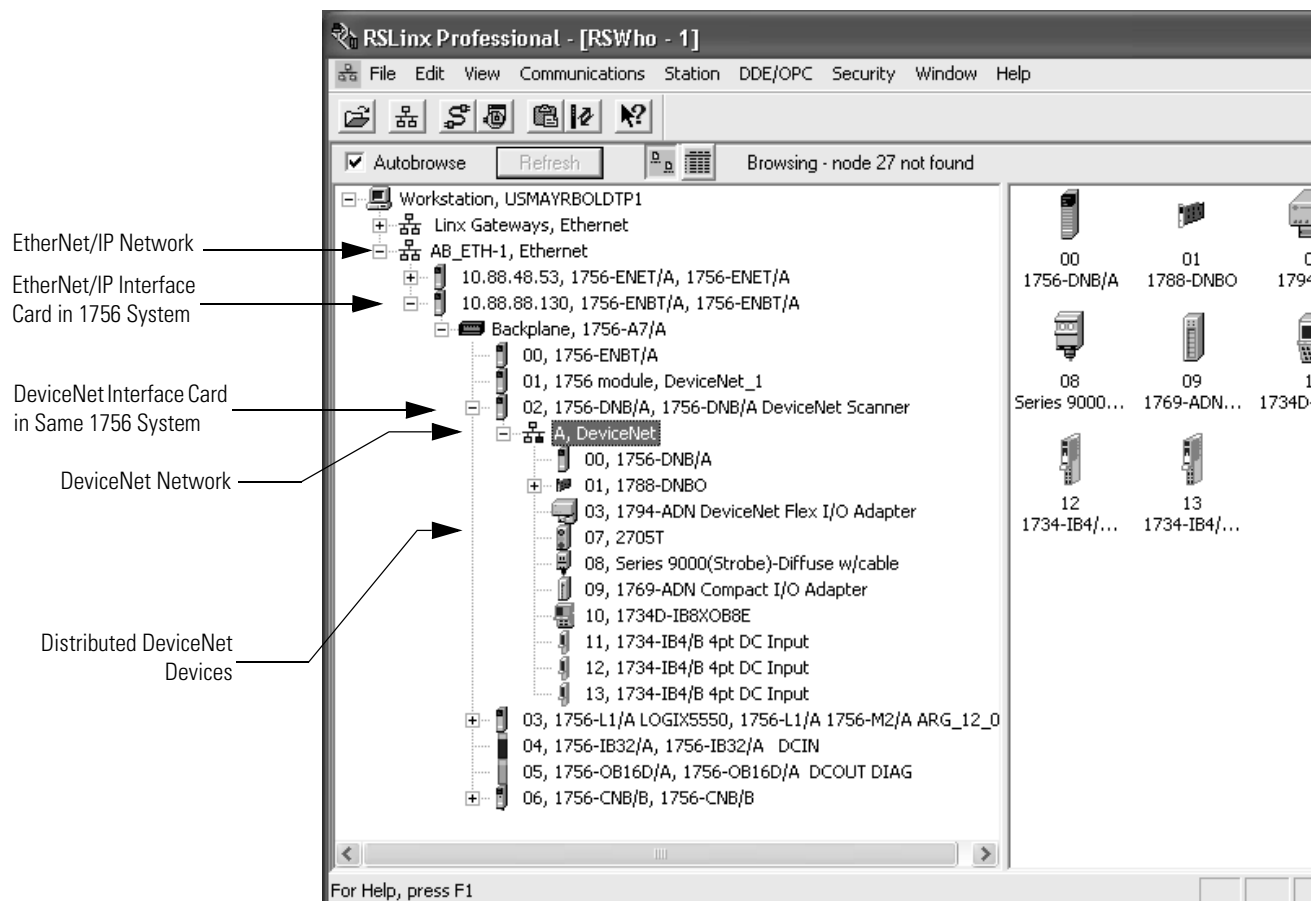 RSLinx Professional - [RSWho - 1]
File Edit View Communications Station DDE/OPC Security Window Help
Autobrowse Refresh Browsing - node 27 not found
Workstation, USMAYRBOLDTP1
Linx Gateways, Ethernet
EtherNet/IP Network
AB_ETH-1, Ethernet
10.88.48.53, 1756-ENET/A, 1756-ENET/A
EtherNet/IP Interface
Card in 1756 System
10.88.88.130, 1756-ENBT/A, 1756-ENBT/A
Backplane, 1756-A7/A
00, 1756-ENBT/A
01, 1756 module, DeviceNet_1
DeviceNet Interface Card
in Same 1756 System
02, 1756-DNB/A, 1756-DNB/A DeviceNet Scanner
A, DeviceNet
DeviceNet Network
00, 1756-DNB/A
01, 1788-DNBO
03, 1794-ADN DeviceNet Flex I/O Adapter
07, 2705T
08, Series 9000(Strobe)-Diffuse w/cable
09, 1769-ADN Compact I/O Adapter
10, 1734D-IB8XOB8E
Distributed DeviceNet
Devices
11, 1734-IB4/B 4pt DC Input
12, 1734-IB4/B 4pt DC Input
13, 1734-IB4/B 4pt DC Input
03, 1756-L1/A LOGIX5550, 1756-L1/A 1756-M2/A ARG_12_0
04, 1756-IB32/A, 1756-IB32/A DCIN
05, 1756-OB16D/A, 1756-OB16D/A DCOUT DIAG
06, 1756-CNB/B, 1756-CNB/B
00 01
1756-DNB/A 1788-DNBO 1794
08 09 1
Series 9000... 1769-ADN... 1734D-
12 13
1734-IB4/... 1734-IB4/...
For Help, press F1